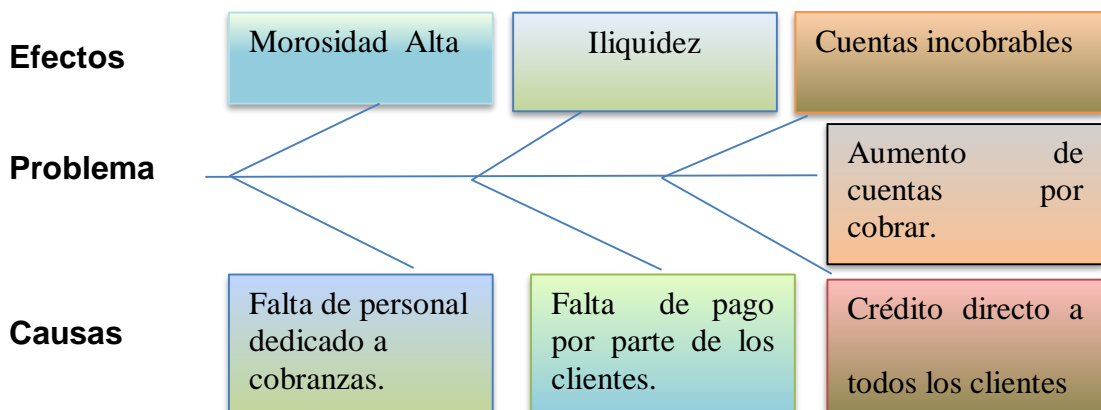 Efectos
Morosidad Alta
Iliquidez
Cuentas incobrables
Problema
Aumento de
cuentas por
cobrar.
Causas
Falta de personal
dedicado a
cobranzas.
Falta de pago
por parte de los
clientes.
Crédito directo a
todos los clientes